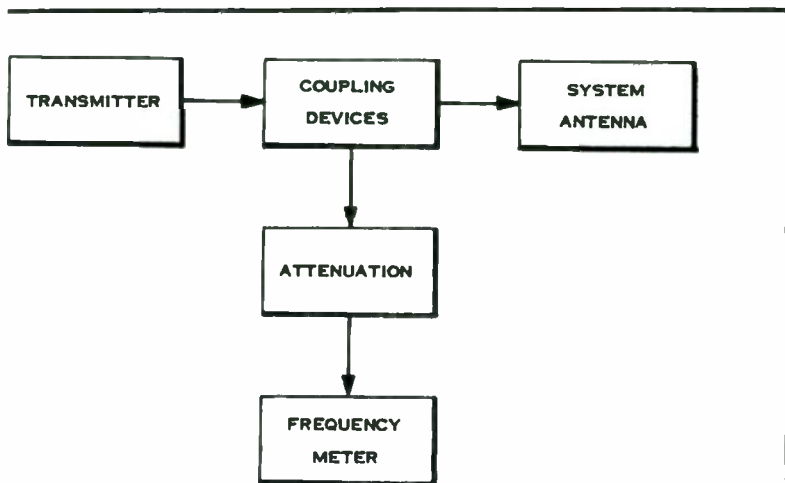 TRANSMITTER
COUPLING
DEVICES
SYSTEM
ANTENNA
ATTENUATION
FREQUENCY
METER